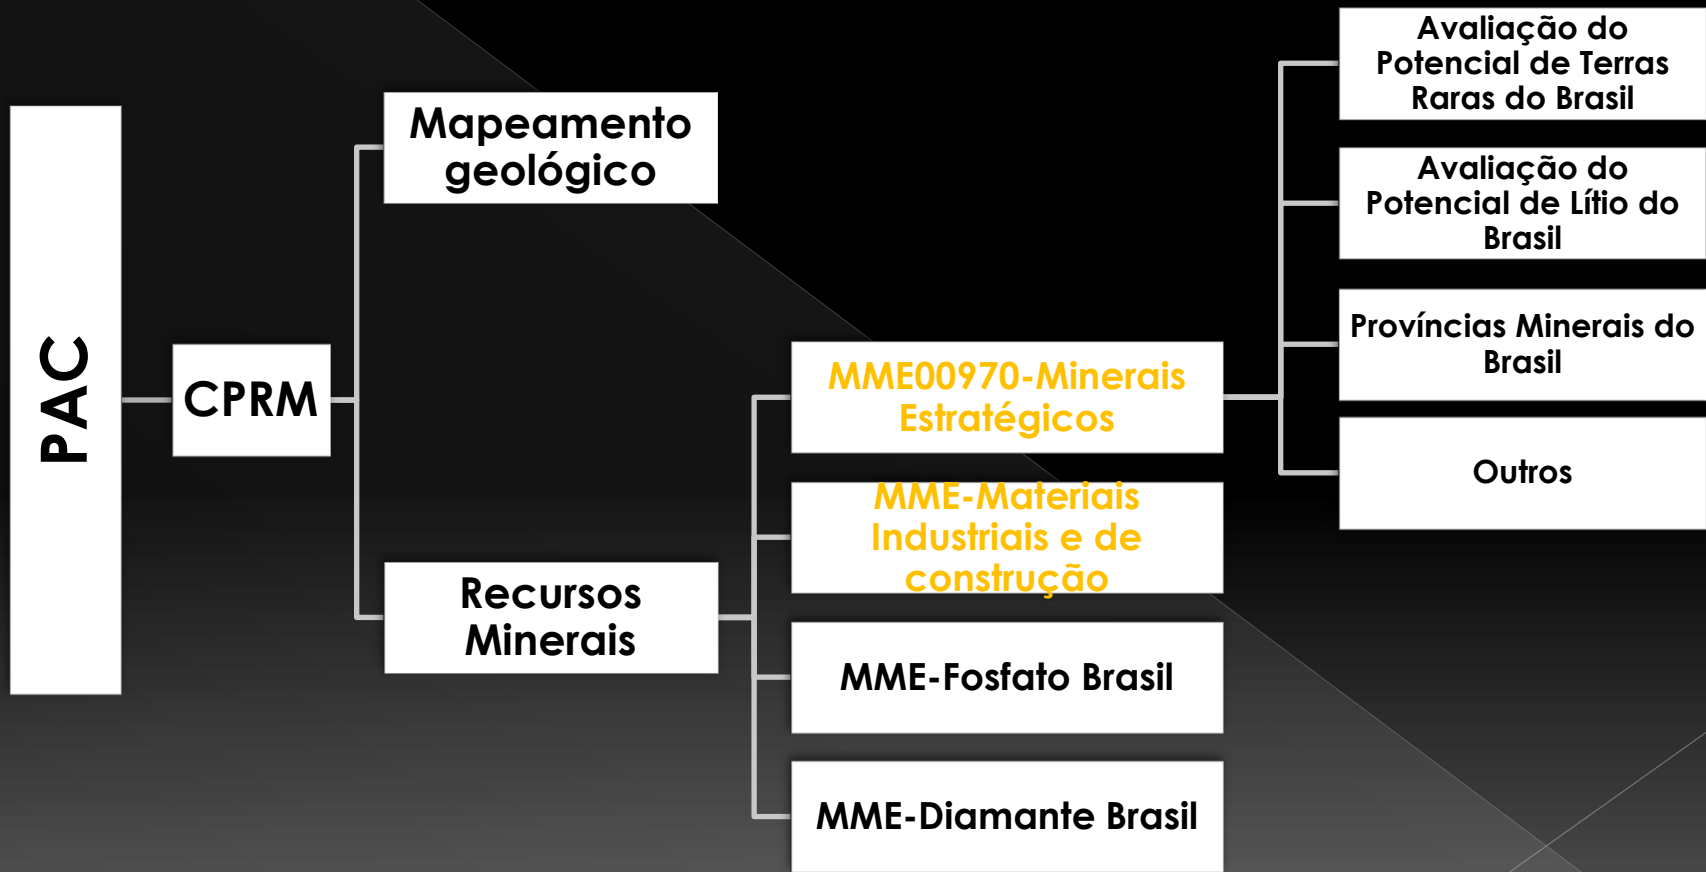 PAC
CPRM
Mapeamento
geológico
Recursos
Minerais
MME00970-Minerais
Estratégicos
MME-Materiais
Industriais e de
construção
MME-Fosfato Brasil
MME-Diamante Brasil
Avaliação do
Potencial de Terras
Raras do Brasil
Avaliação do
Potencial de Lítio do
Brasil
Províncias Minerais do
Brasil
Outros